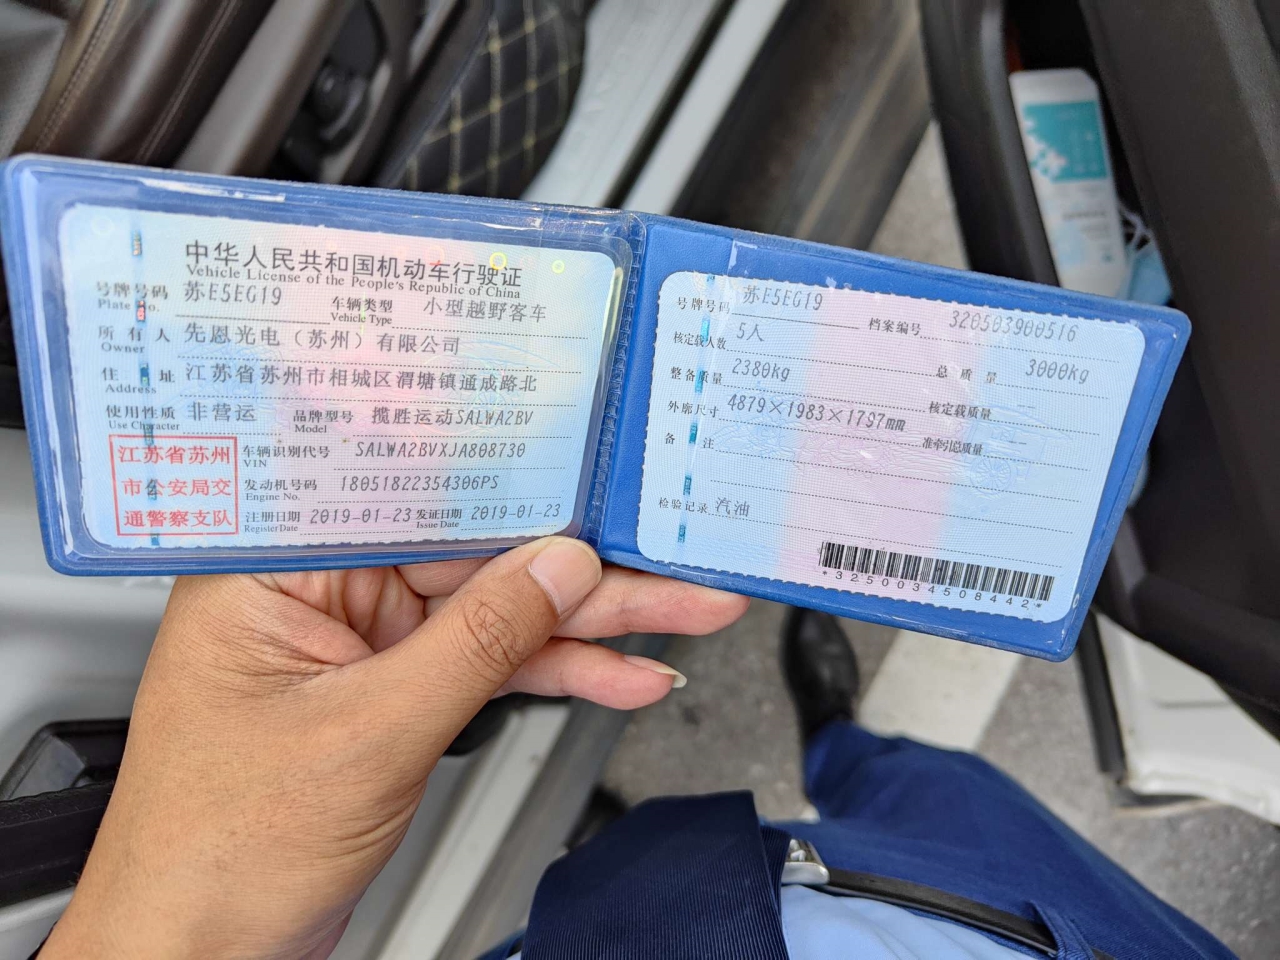 中华人民共和国机动车行驶证
Vehicle License of the People's Republic of China
号牌号码 苏E5EG19 车辆类型 小型越野客车
Plate No. Vehicle Type
所有人 先恩光电（苏州）有限公司
Owner
住址 江苏省苏州市相城区渭塘镇通成路北
Address
使用性质 非营运 品牌型号 揽胜运动SALWA2BV
Use Character Model
江苏省苏州
市公安局交
通警察支队
车辆识别代号 SALWA2BVXJA808730
VIN
发动机号码 18051822354306PS
Engine No.
注册日期 2019-01-23 发证日期 2019-01-23
Register Date Issue Date
号牌号码 苏E5EG19 档案编号 320503900516
核定载人数 5人 总质量 3000kg
整备质量 2380kg 核定载质量 --
外廓尺寸 4879×1983×1797mm 准牵引总质量 --
备注
检验记录 汽油
*3250034508442*